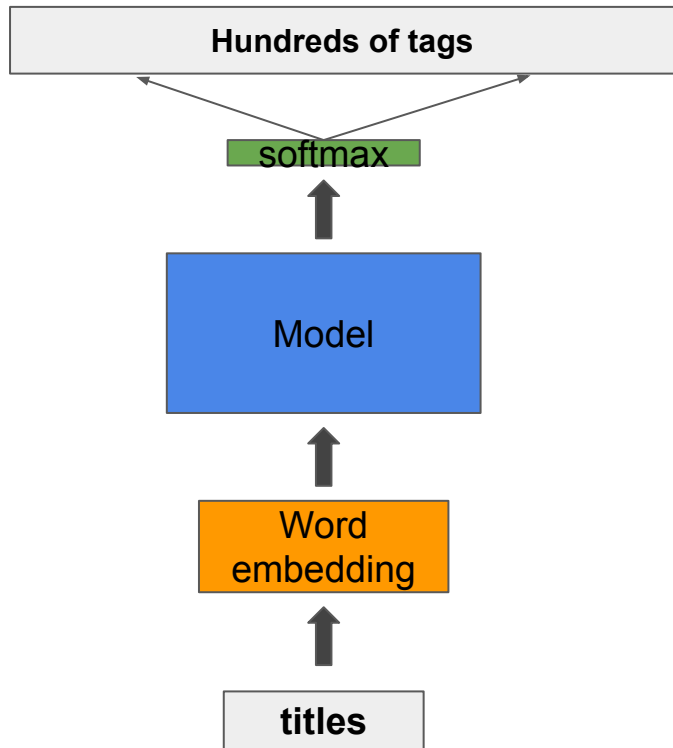 Hundreds of tags
softmax
Model
Word
embedding
titles